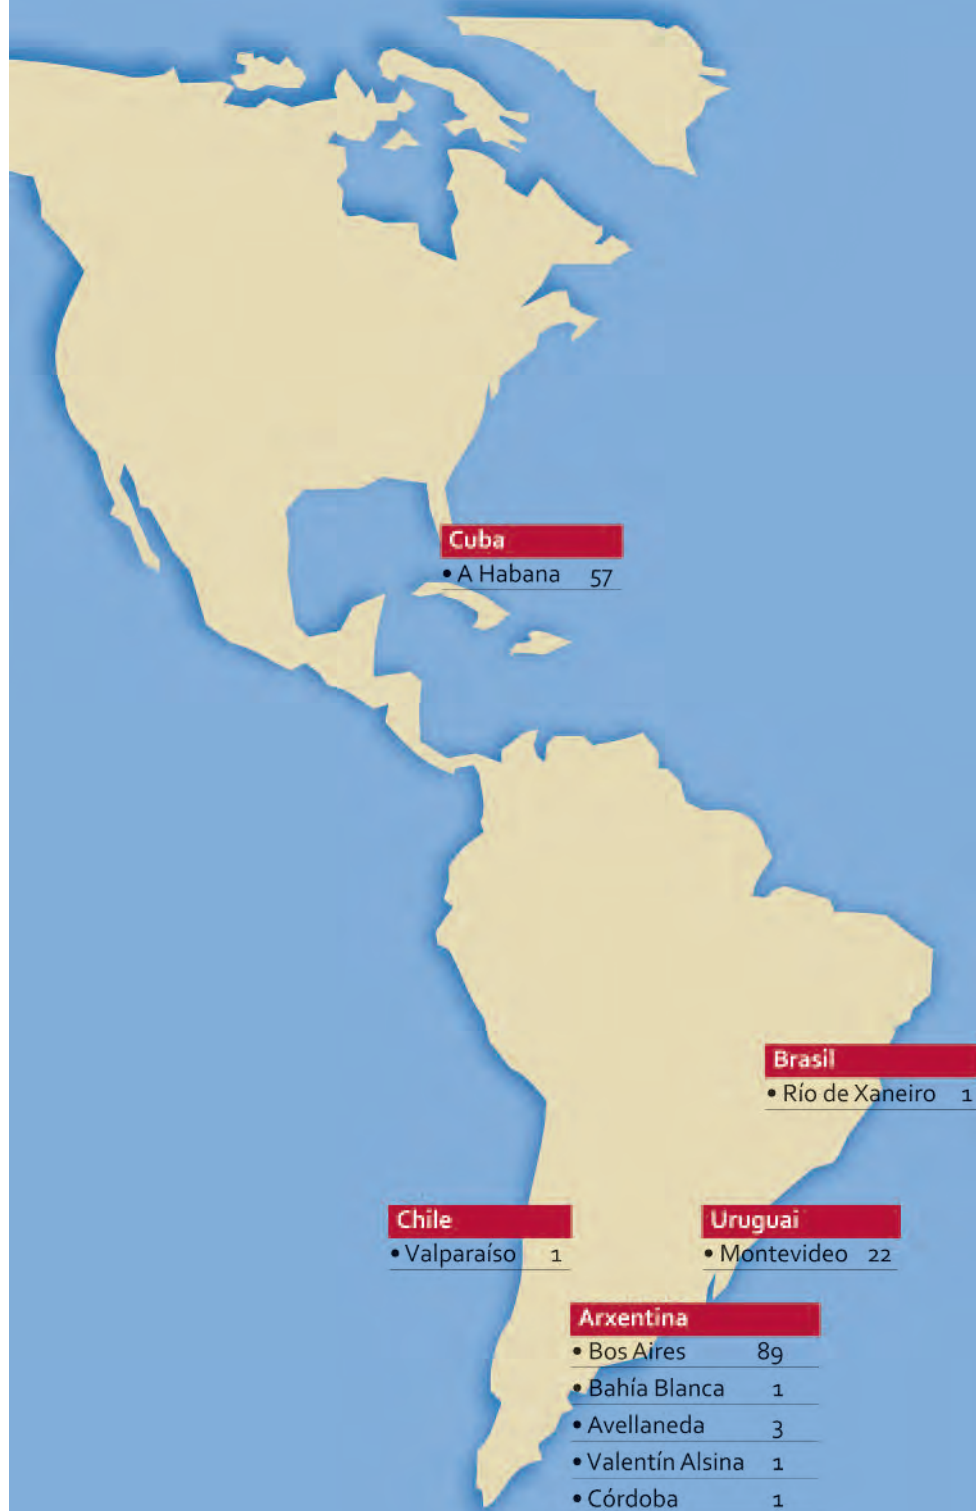 Cuba
• A Habana 57
Brasil
• Río de Xaneiro 1
Chile
• Valparaíso 1
Uruguai
• Montevideo 22
Arxentina
• Bos Aires 89
• Bahía Blanca 1
• Avellaneda 3
• Valentín Alsina 1
• Córdoba 1